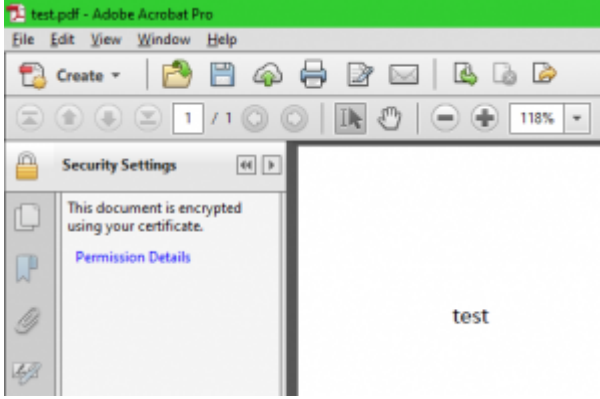 test.pdf - Adobe Acrobat Pro
File Edit View Window Help
Create
1 / 1 118%
Security Settings
This document is encrypted
using your certificate.
Permission Details
test